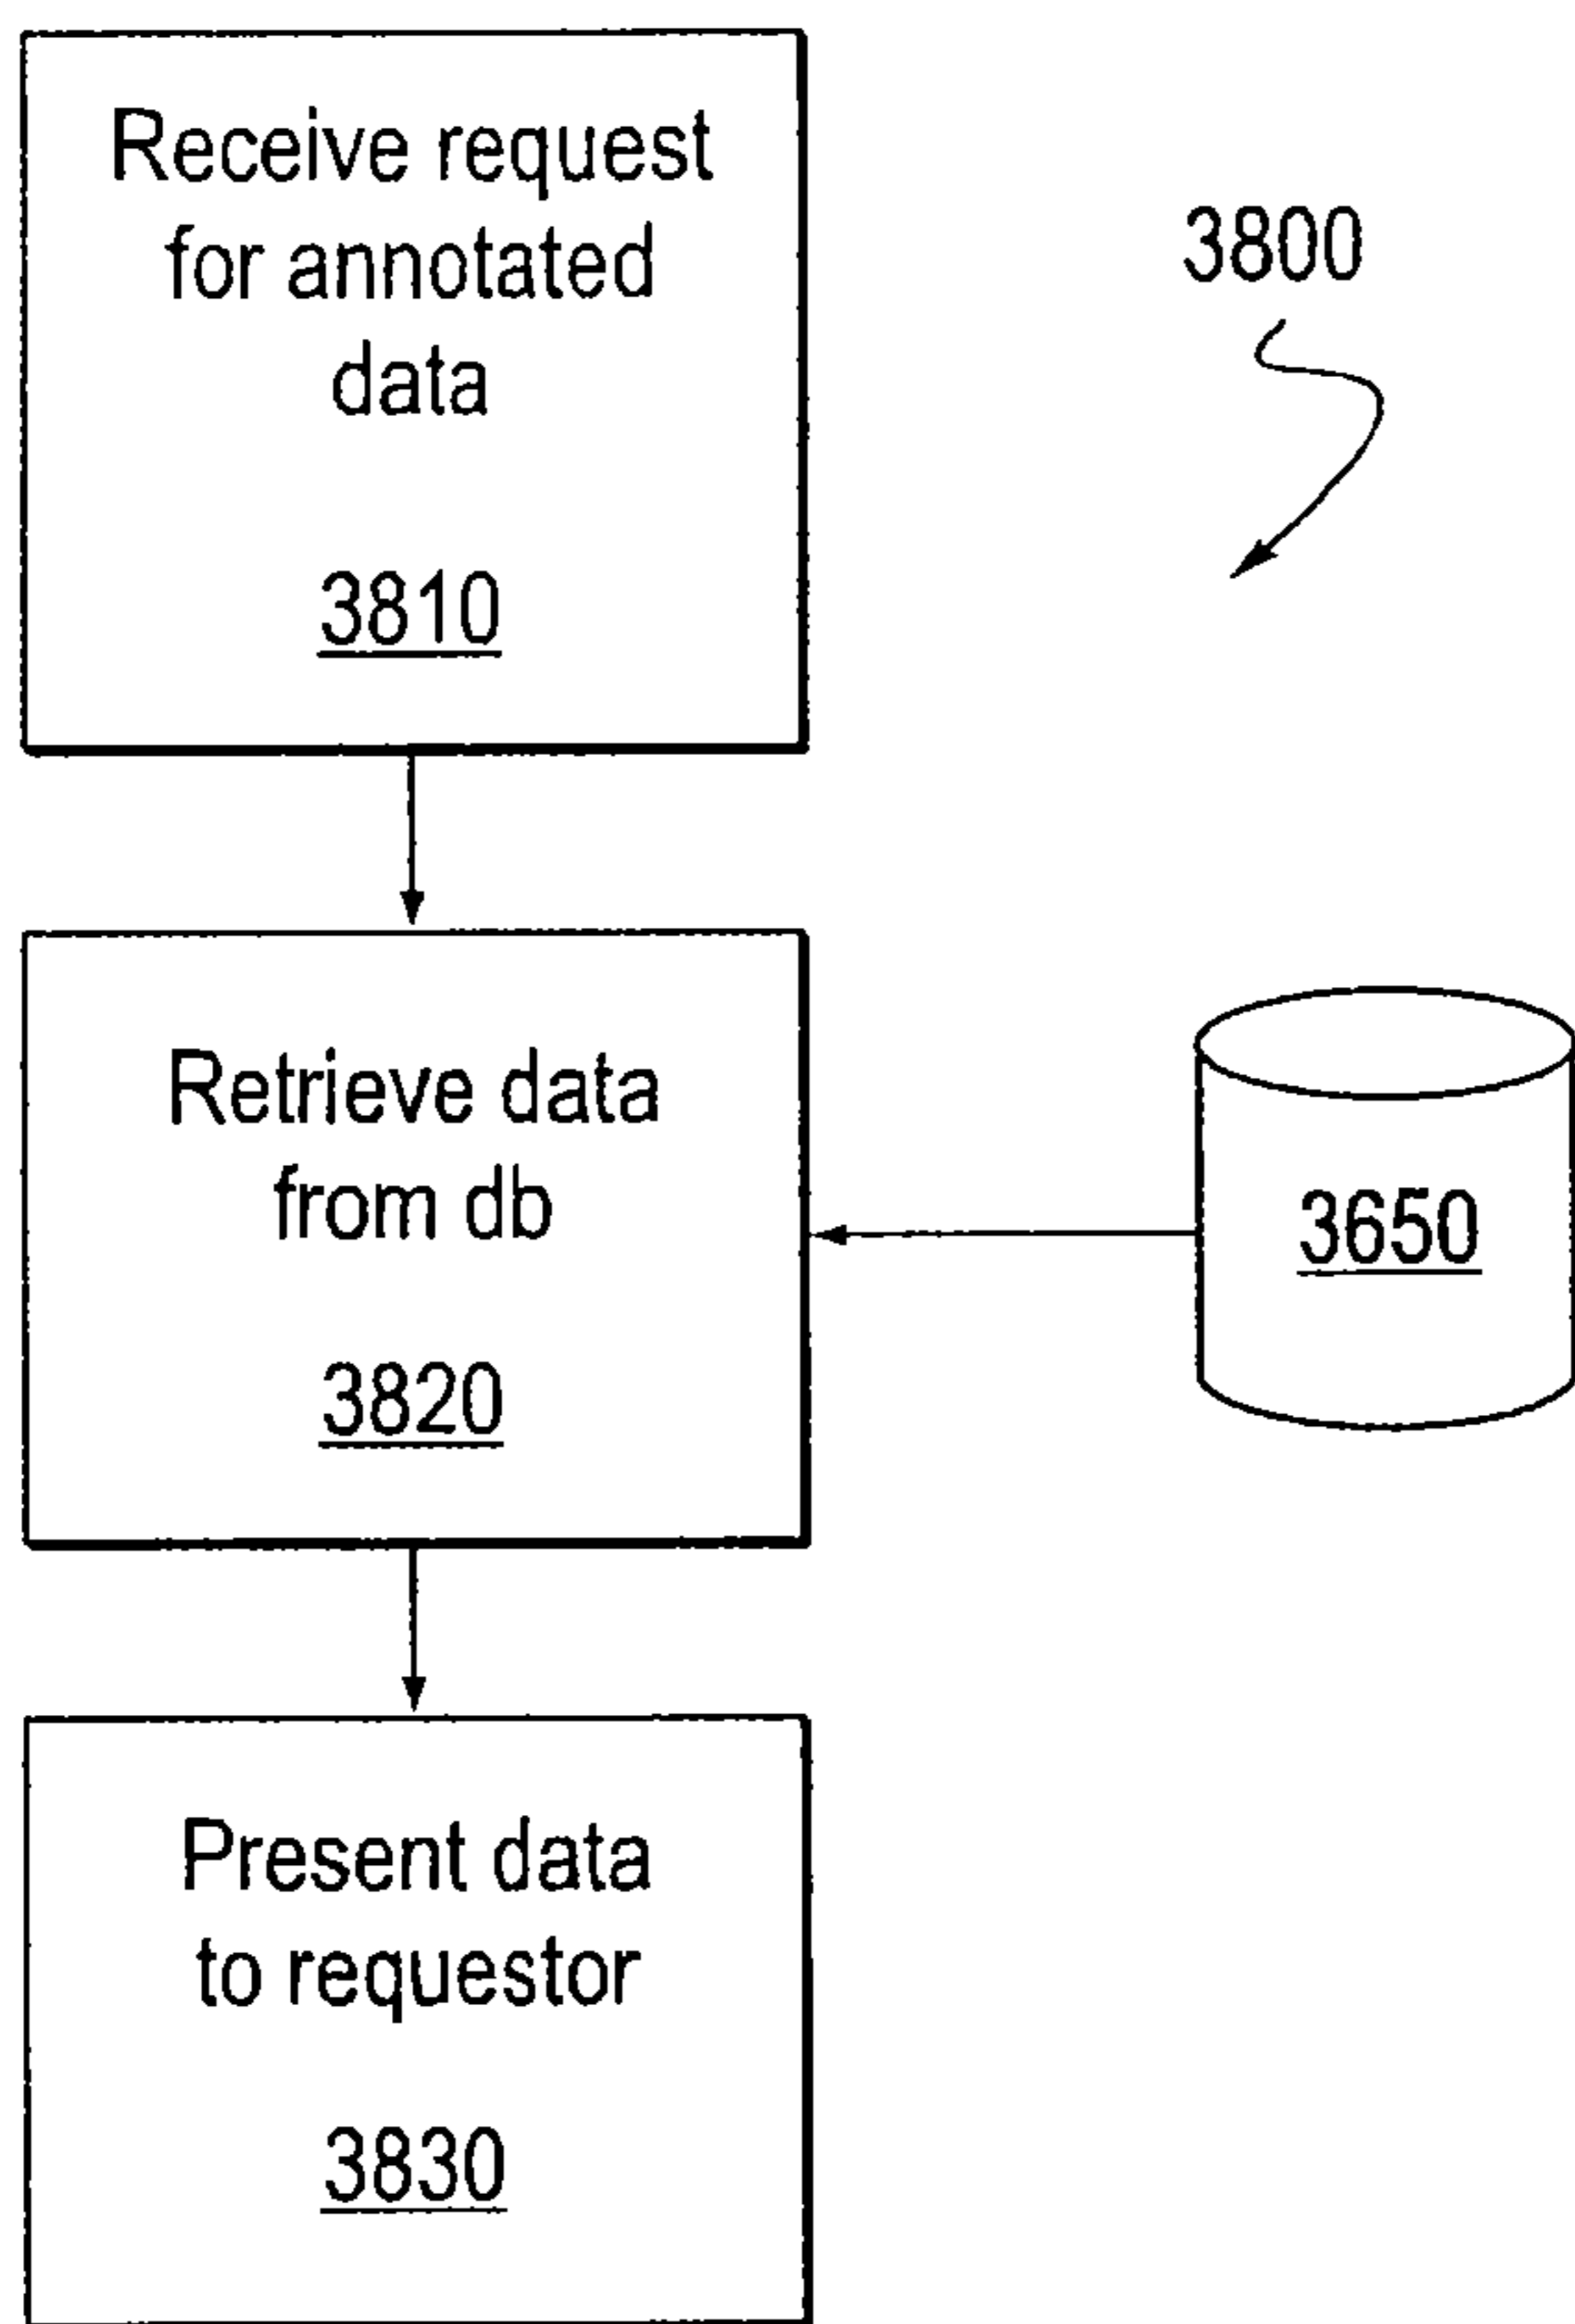 Receive request
for annotated
data
3810
3800
Retrieve data
from db
3820
3650
Present data
to requestor
3830